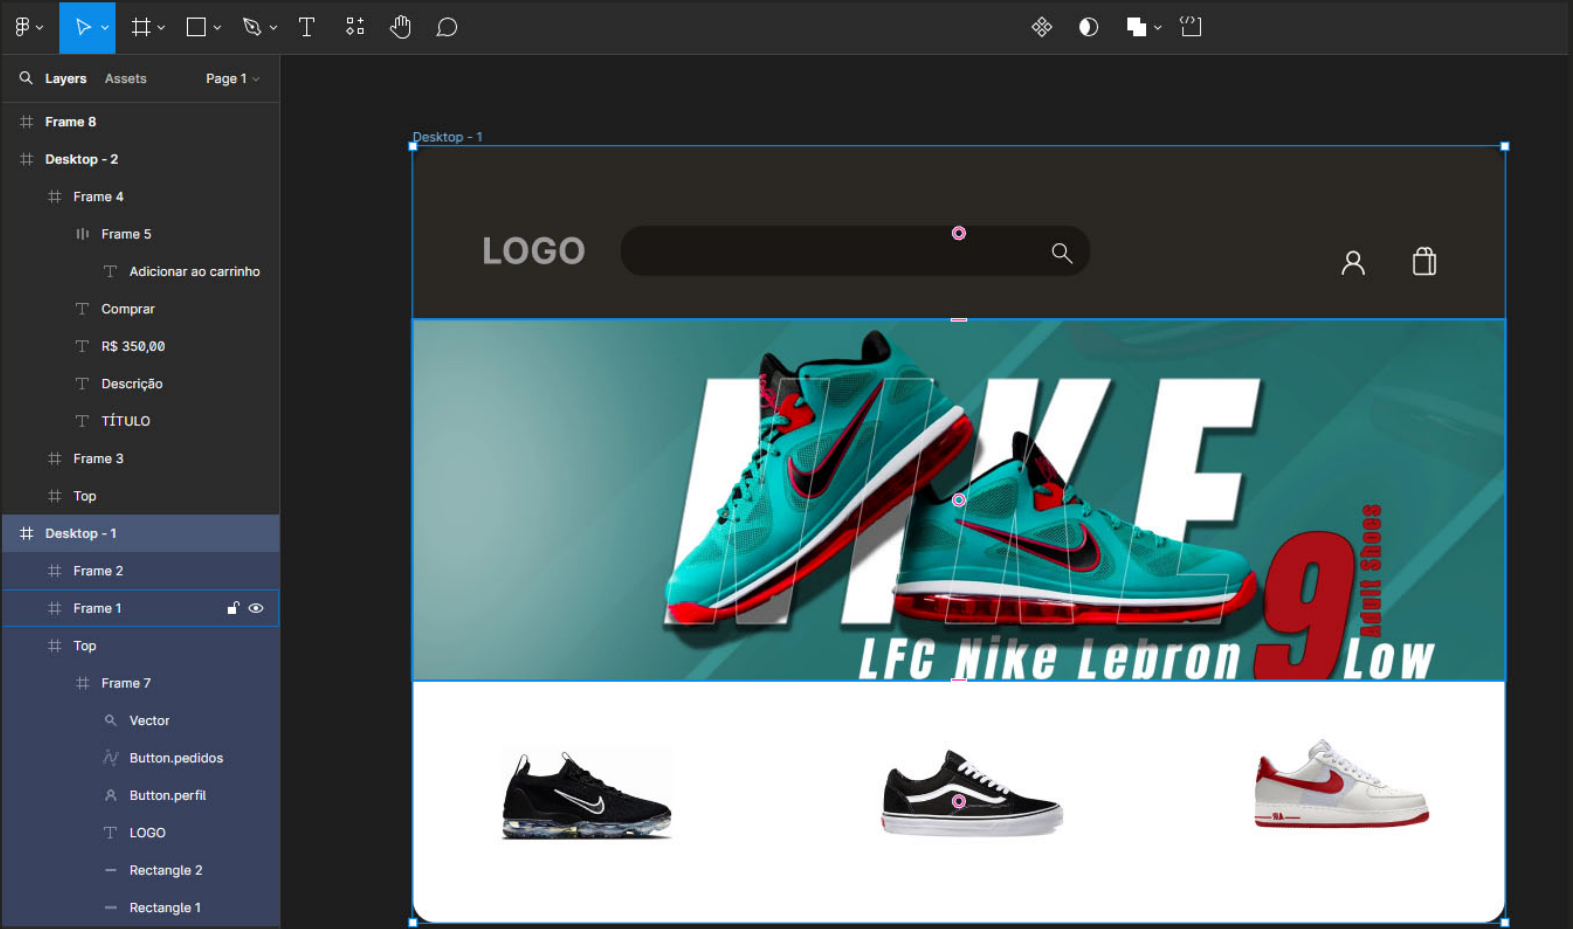 Layers Assets Page 1
Frame 8
Desktop - 2
Frame 4
Frame 5
Adicionar ao carrinho
Comprar
R$ 350,00
Descrição
TÍTULO
Frame 3
Top
Desktop - 1
Frame 2
Frame 1
Top
Frame 7
Vector
Button.pedidos
Button.perfil
LOGO
Rectangle 2
Rectangle 1
Desktop - 1
LOGO
NIKE
LFC Nike Lebron 9 Low
Adult Shoes